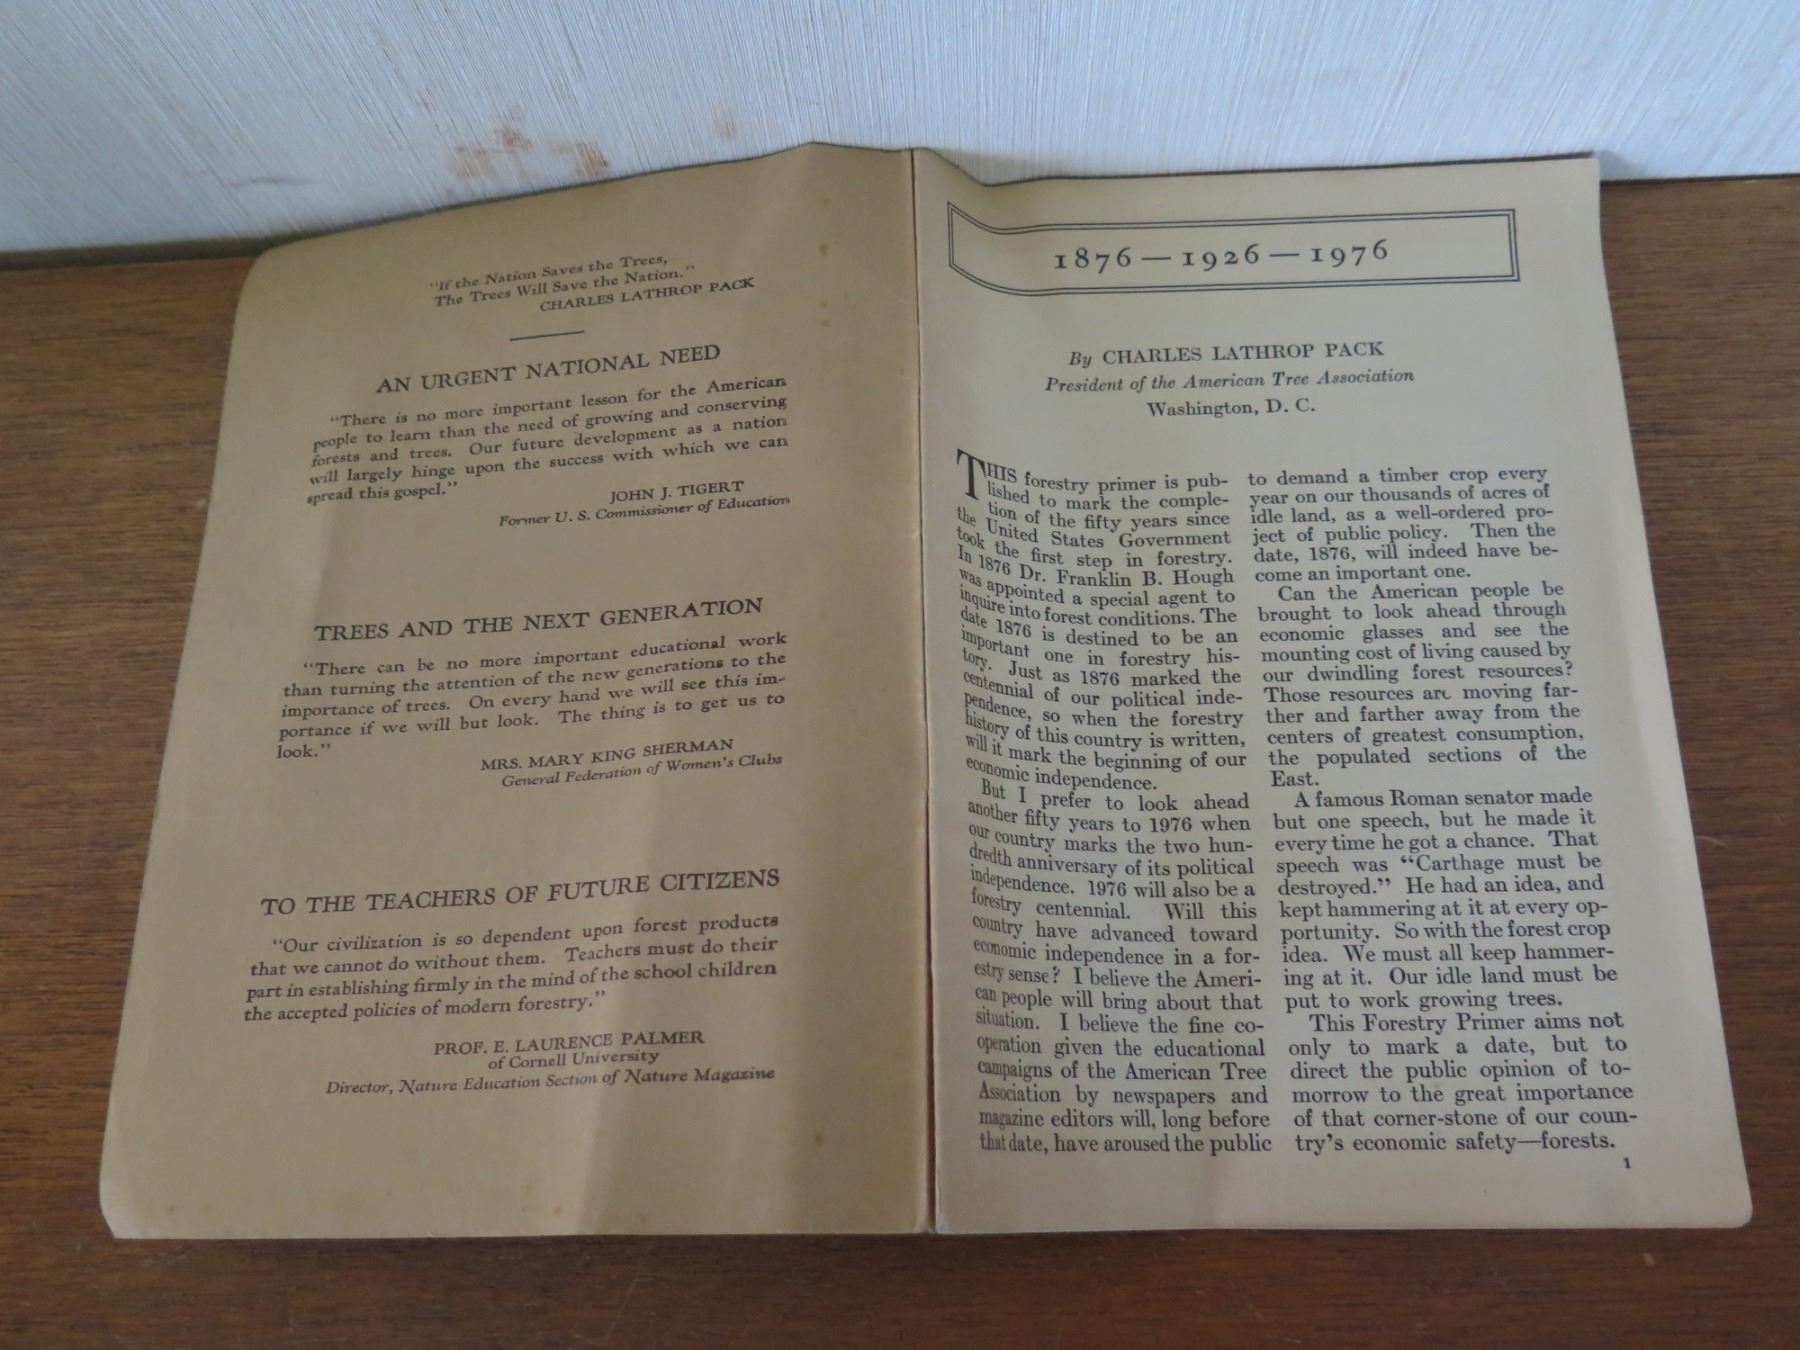 "If the Nation Saves the Trees,
The Trees Will Save the Nation."
CHARLES LATHROP PACK
AN URGENT NATIONAL NEED
"There is no more important lesson for the American
people to learn than the need of growing and conserving
forests and trees. Our future development as a nation
will largely hinge upon the success with which we can
spread this gospel."
JOHN J. TIGERT
Former U. S. Commissioner of Education
TREES AND THE NEXT GENERATION
"There can be no more important educational work
than turning the attention of the new generations to the
importance of trees. On every hand we will see this im-
portance if we will but look. The thing is to get us to
look."
MRS. MARY KING SHERMAN
General Federation of Women's Clubs
TO THE TEACHERS OF FUTURE CITIZENS
"Our civilization is so dependent upon forest products
that we cannot do without them. Teachers must do their
part in establishing firmly in the mind of the school children
the accepted policies of modern forestry."
PROF. E. LAURENCE PALMER
of Cornell University
Director, Nature Education Section of Nature Magazine
1876 — 1926 — 1976
By CHARLES LATHROP PACK
President of the American Tree Association
Washington, D. C.
THIS forestry primer is pub-
lished to mark the comple-
tion of the fifty years since
the United States Government
took the first step in forestry.
In 1876 Dr. Franklin B. Hough
was appointed a special agent to
inquire into forest conditions. The
date 1876 is destined to be an
important one in forestry his-
tory. Just as 1876 marked the
centennial of our political inde-
pendence, so when the forestry
history of this country is written,
will it mark the beginning of our
economic independence.
But I prefer to look ahead
another fifty years to 1976 when
our country marks the two hun-
dredth anniversary of its political
independence. 1976 will also be a
forestry centennial. Will this
country have advanced toward
economic independence in a for-
estry sense? I believe the Ameri-
can people will bring about that
situation. I believe the fine co-
operation given the educational
campaigns of the American Tree
Association by newspapers and
magazine editors will, long before
that date, have aroused the public
to demand a timber crop every
year on our thousands of acres of
idle land, as a well-ordered pro-
ject of public policy. Then the
date, 1876, will indeed have be-
come an important one.
Can the American people be
brought to look ahead through
economic glasses and see the
mounting cost of living caused by
our dwindling forest resources?
Those resources are moving far-
ther and farther away from the
centers of greatest consumption,
the populated sections of the
East.
A famous Roman senator made
but one speech, but he made it
every time he got a chance. That
speech was "Carthage must be
destroyed." He had an idea, and
kept hammering at it at every op-
portunity. So with the forest crop
idea. We must all keep hammer-
ing at it. Our idle land must be
put to work growing trees.
This Forestry Primer aims not
only to mark a date, but to
direct the public opinion of to-
morrow to the great importance
of that corner-stone of our coun-
try's economic safety—forests.
1